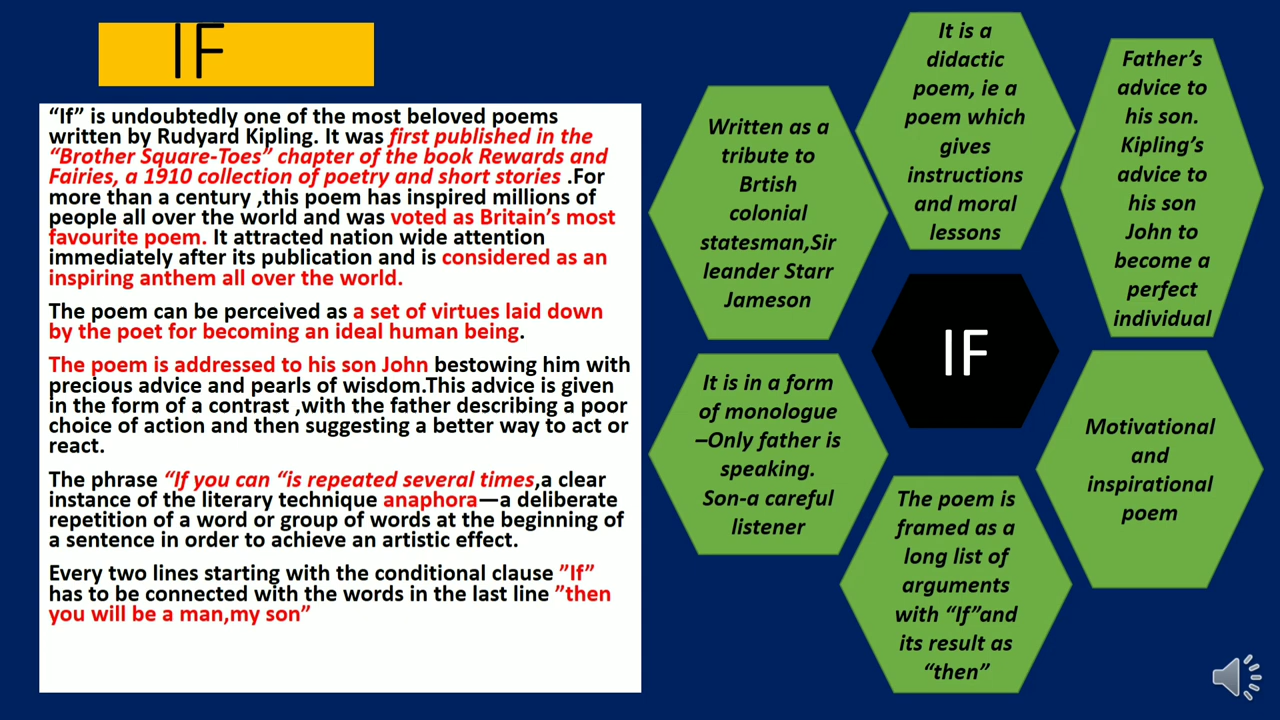 IF
“If” is undoubtedly one of the most beloved poems
written by Rudyard Kipling. It was first published in the
“Brother Square-Toes” chapter of the book Rewards and
Fairies, a 1910 collection of poetry and short stories .For
more than a century ,this poem has inspired millions of
people all over the world and was voted as Britain’s most
favourite poem. It attracted nation wide attention
immediately after its publication and is considered as an
inspiring anthem all over the world.
The poem can be perceived as a set of virtues laid down
by the poet for becoming an ideal human being.
The poem is addressed to his son John bestowing him with
precious advice and pearls of wisdom.This advice is given
in the form of a contrast ,with the father describing a poor
choice of action and then suggesting a better way to act or
react.
The phrase “If you can “is repeated several times,a clear
instance of the literary technique anaphora—a deliberate
repetition of a word or group of words at the beginning of
a sentence in order to achieve an artistic effect.
Every two lines starting with the conditional clause ”If”
has to be connected with the words in the last line ”then
you will be a man,my son”
Written as a
tribute to
Brtish
colonial
statesman,Sir
leander Starr
Jameson
It is a
didactic
poem, ie a
poem which
gives
instructions
and moral
lessons
Father’s
advice to
his son.
Kipling’s
advice to
his son
John to
become a
perfect
individual
IF
It is in a form
of monologue
–Only father is
speaking.
Son-a careful
listener
The poem is
framed as a
long list of
arguments
with “If”and
its result as
“then”
Motivational
and
inspirational
poem